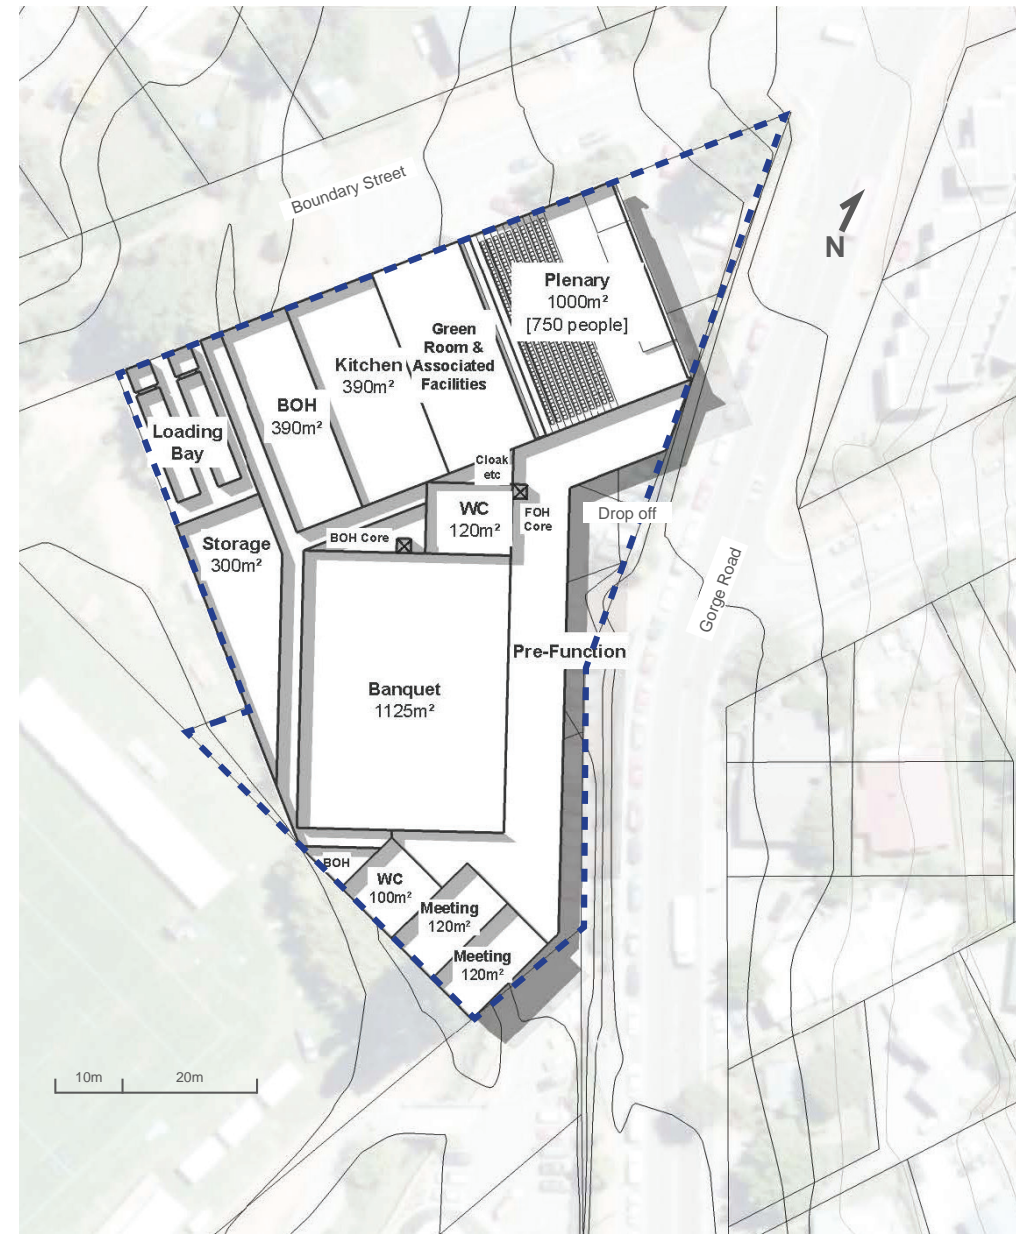 Boundary Street
N
Plenary
1000m²
[750 people]
Green
Room &
Associated
Facilities
Kitchen
390m²
BOH
390m²
Loading
Bay
Cloak
etc
WC
120m²
FOH
Core
Drop off
BOH Core
Storage
300m²
Gorge Road
Pre-Function
Banquet
1125m²
BOH
WC
100m²
Meeting
120m²
Meeting
120m²
10m
20m